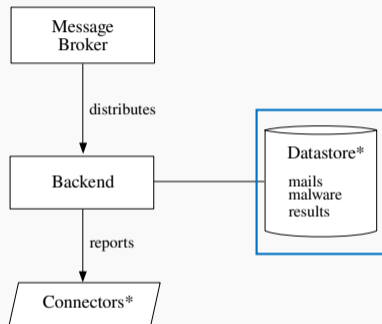 Message
Broker
distributes
Backend
Datastore*
mails
malware
results
reports
Connectors*